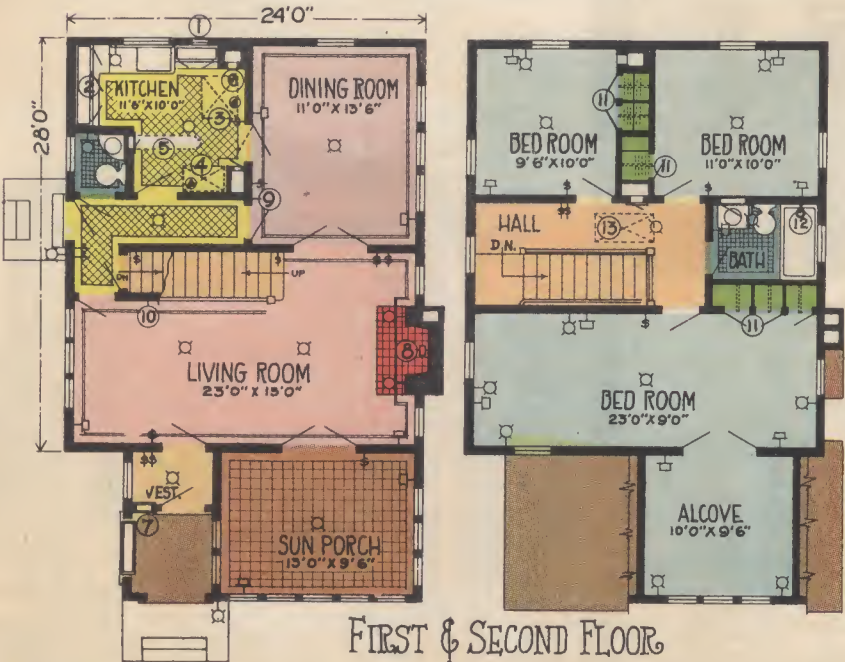 24'0"
①
28'0"
②
KITCHEN
11'6"X10'0"
③
④
⑤
DINING ROOM
11'0"X13'6"
⑨
DN
UP
⑩
⑧
LIVING ROOM
23'0"X13'0"
VEST.
⑦
SUN PORCH
13'0"X9'6"
BED ROOM
9'6"X10'0"
⑪
⑪
BED ROOM
11'0"X10'0"
HALL
⑬
D.N.
BATH
⑫
⑪
BED ROOM
23'0"X9'0"
ALCOVE
10'0"X9'6"
FIRST & SECOND FLOOR